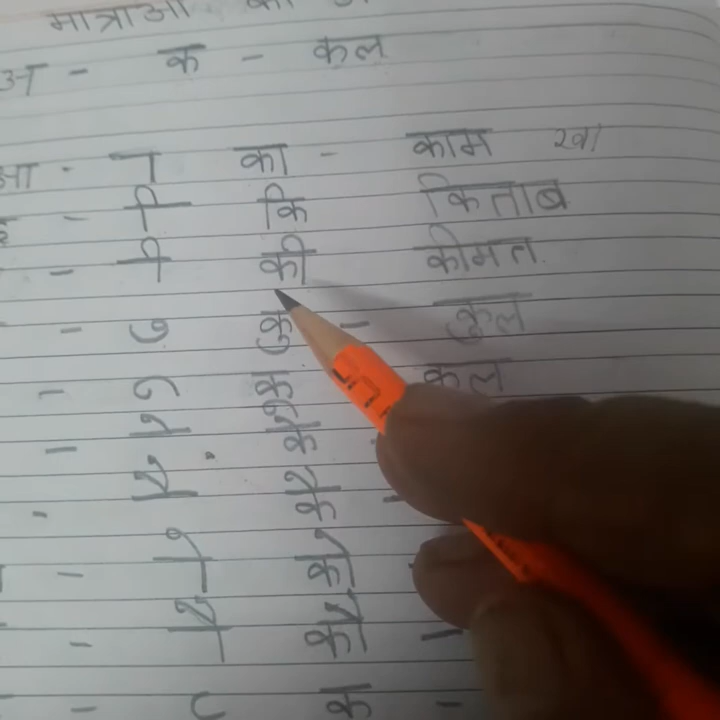 मात्राओं का
अ - क - कल
आ - ा का - काम खा
- ि कि किताब
- ी की कीमत
- ु कु - कुल
- ू कू कूल
- े के
- ै कै -
- ो को
- ौ कौ -
- क -